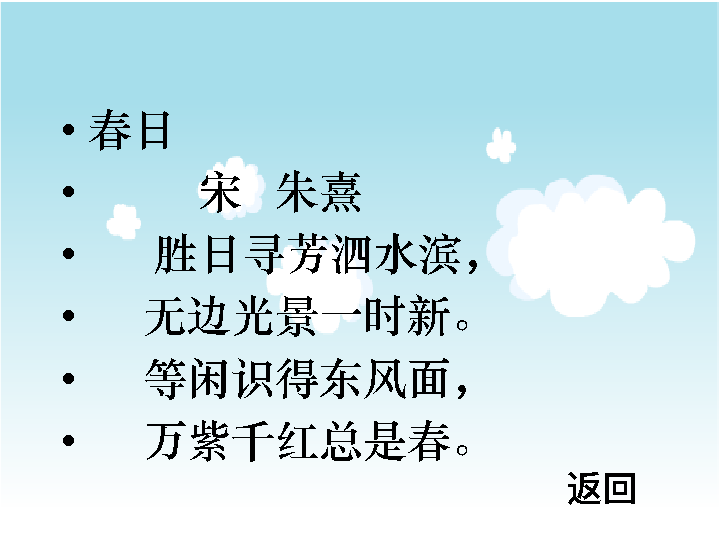 • 春日
• 宋 朱熹
• 胜日寻芳泗水滨，
• 无边光景一时新。
• 等闲识得东风面，
• 万紫千红总是春。
返回